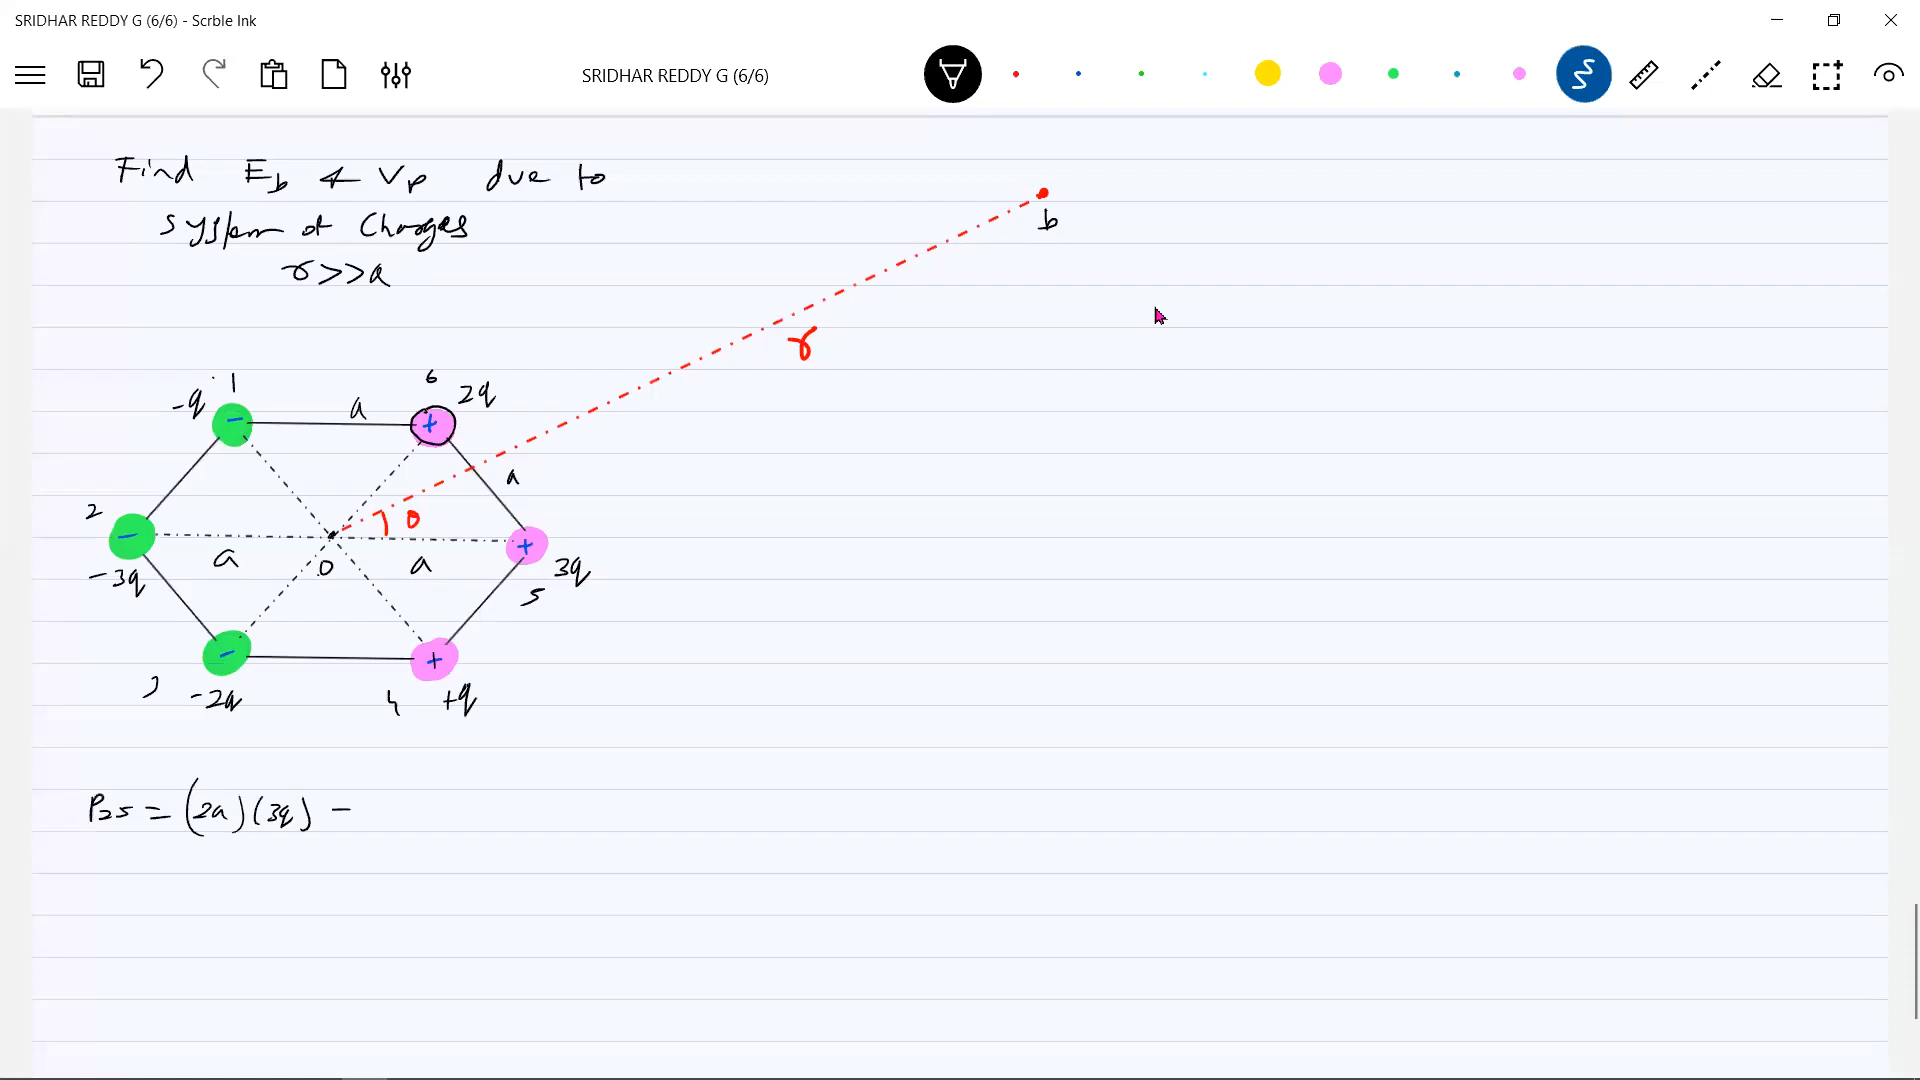 SRIDHAR REDDY G (6/6) - Scrble Ink
SRIDHAR REDDY G (6/6)
Find E_b & V_p due to
system of Charges
r>>a
b
r
1
-q
a
6
2q
+
-
a
2
-
-3q
a
O
θ
a
+
3q
5
-
-2q
4
+
+q
P_25 = (2a)(3q) -